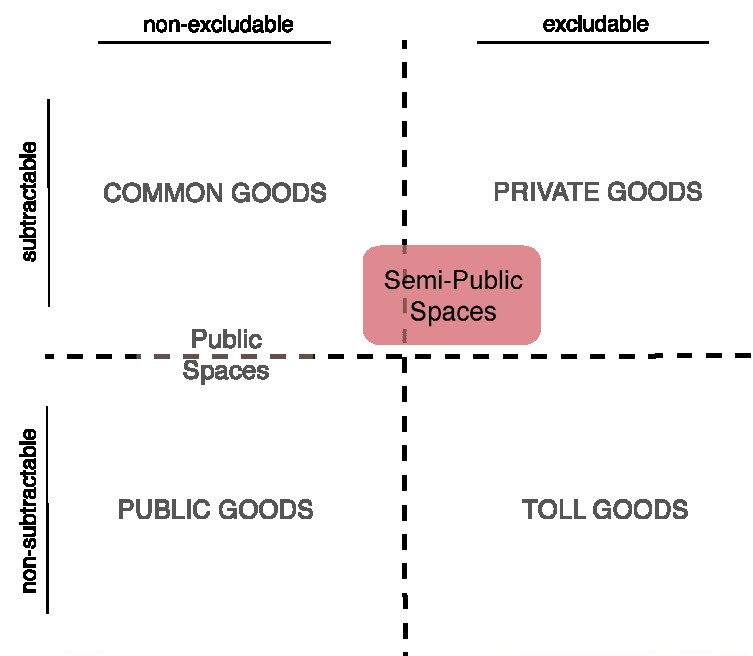 non-excludable
excludable
subtractable
COMMON GOODS
PRIVATE GOODS
Semi-Public
Spaces
Public
Spaces
non-subtractable
PUBLIC GOODS
TOLL GOODS